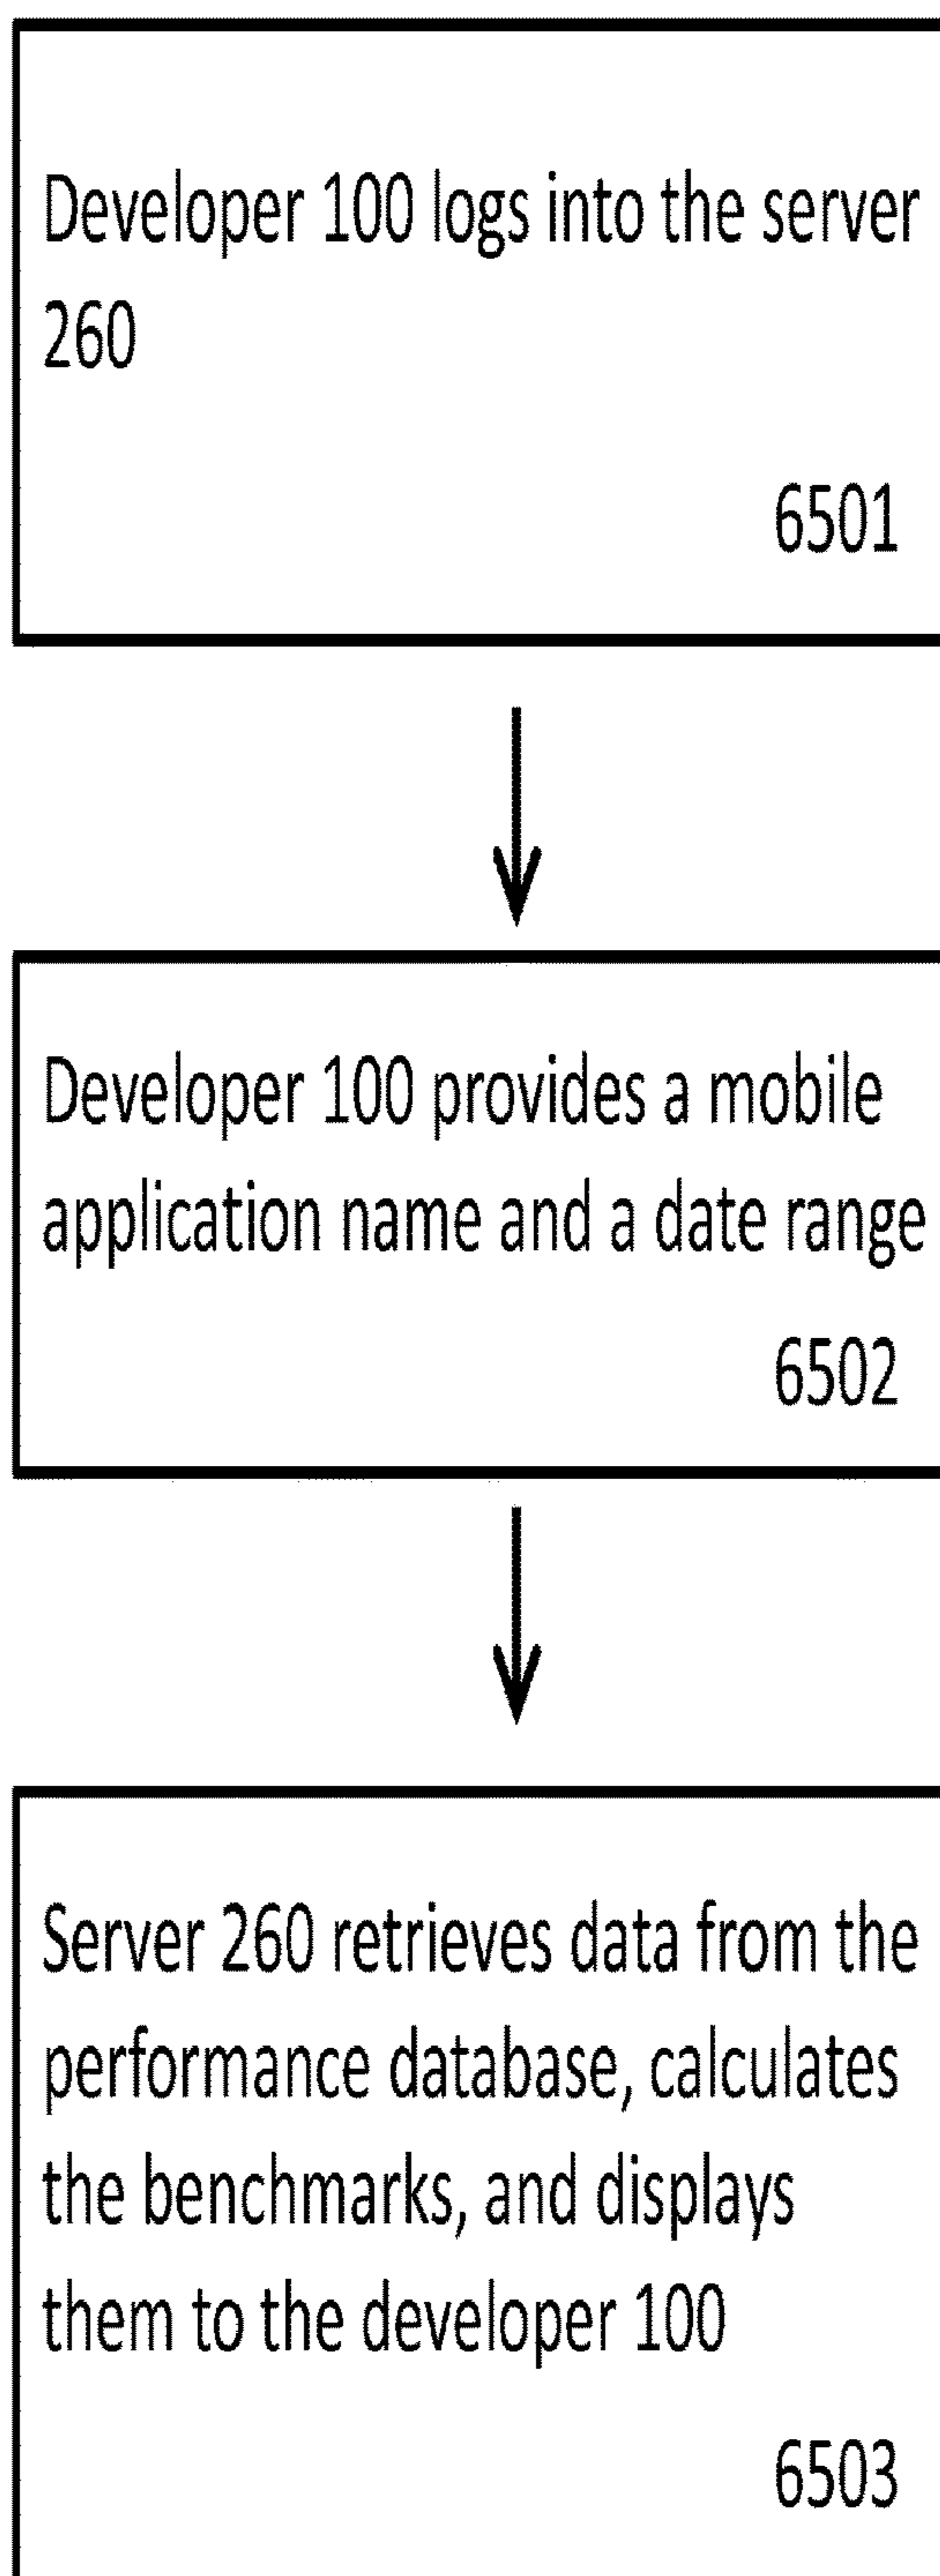 Developer 100 logs into the server
260
6501
Developer 100 provides a mobile
application name and a date range
6502
Server 260 retrieves data from the
performance database, calculates
the benchmarks, and displays
them to the developer 100
6503